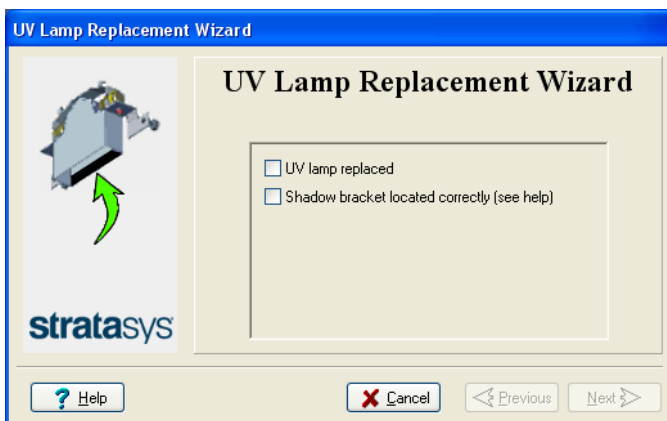 UV Lamp Replacement Wizard
UV Lamp Replacement Wizard
UV lamp replaced
Shadow bracket located correctly (see help)
stratasys
? Help
Cancel
Previous
Next